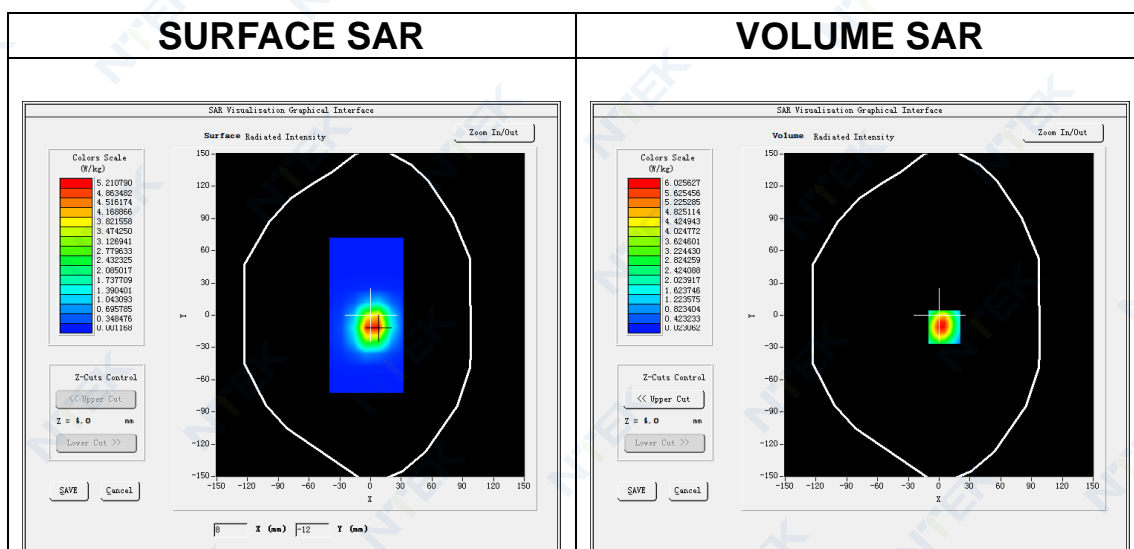 SURFACE SAR
SAR Visualisation Graphical Interface
Surface Radiated Intensity
Zoom In/Out
Colors Scale
(W/kg)
5.210790
4.863482
4.516174
4.168866
3.821558
3.474250
3.126941
2.779633
2.432325
2.085017
1.737709
1.390401
1.043093
0.695785
0.348476
0.001168
Z-Cuts Control
<< Upper Cut
Z = 4.0 mm
Lower Cut >>
SAVE Cancel
150
120
90
60
30
0
-30
-60
-90
-120
-150
Y
-150 -120 -90 -60 -30 0 30 60 90 120 150
X
8 X (mm) -12 Y (mm)
VOLUME SAR
SAR Visualisation Graphical Interface
Volume Radiated Intensity
Zoom In/Out
Colors Scale
(W/kg)
6.025627
5.625456
5.225285
4.825114
4.424943
4.024772
3.624601
3.224430
2.824259
2.424088
2.023917
1.623746
1.223575
0.823404
0.423233
0.023062
Z-Cuts Control
<< Upper Cut
Z = 4.0 mm
Lower Cut >>
SAVE Cancel
150
120
90
60
30
0
-30
-60
-90
-120
-150
Y
-150 -120 -90 -60 -30 0 30 60 90 120 150
X
NTEK